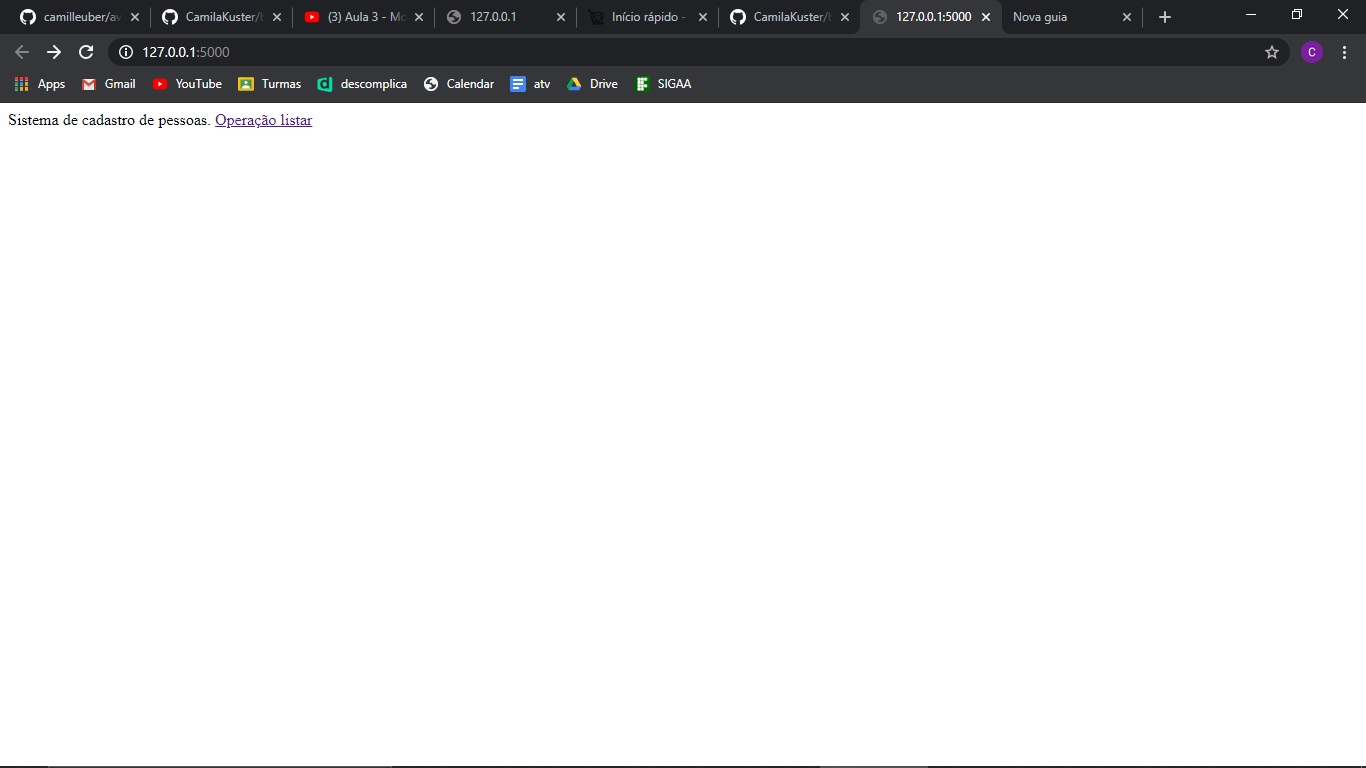 camilleuber/av
CamilaKuster/
(3) Aula 3 - Mo
127.0.0.1
Início rápido -
CamilaKuster/
127.0.0.1:5000
Nova guia
127.0.0.1:5000
C
Apps
Gmail
YouTube
Turmas
descomplica
Calendar
atv
Drive
SIGAA
Sistema de cadastro de pessoas. Operação listar